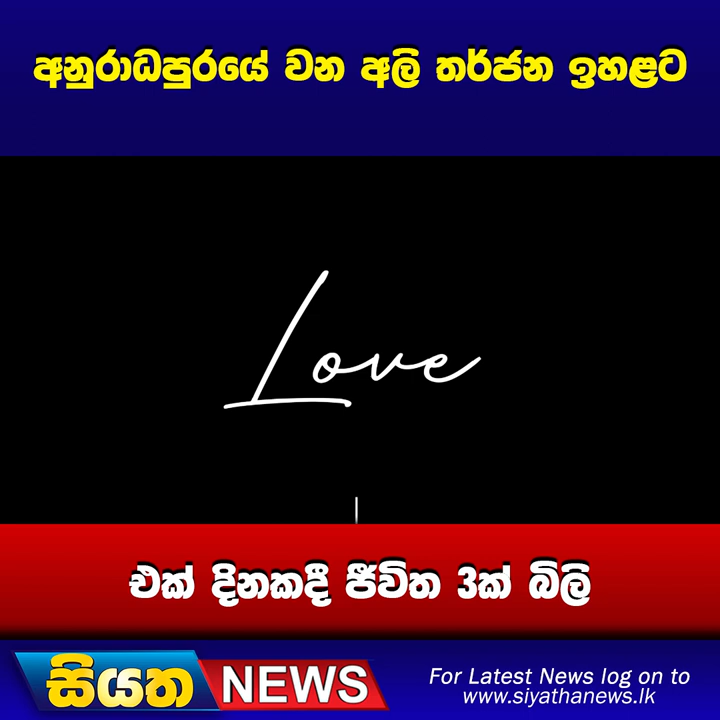 අනුරාධපුරයේ වන අලි තර්ජන ඉහළට
Love
එක් දිනකදී ජීවිත 3ක් බිලි
සියත NEWS
For Latest News log on to
www.siyathanews.lk